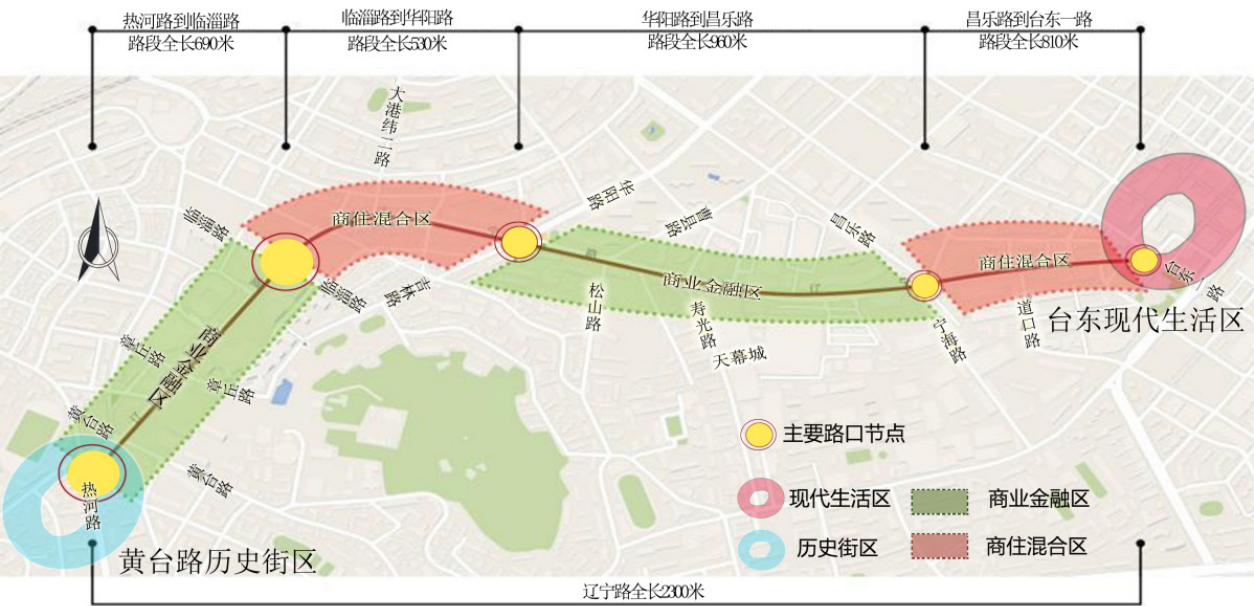 热河路到临淄路
路段全长690米
临淄路到华阳路
路段全长530米
华阳路到昌乐路
路段全长960米
昌乐路到台东一路
路段全长810米
大港纬二路
临淄路
商住混合区
华阳路
昌乐路
商住混合区
台东一路
台东现代生活区
临淄路
吉林路
松山路
商业金融区
寿光路
天幕城
宁海路
道口路
章丘路
商业金融区
章丘路
黄台路
黄台路
热河路
黄台路历史街区
主要路口节点
现代生活区
商业金融区
历史街区
商住混合区
辽宁路全长2300米